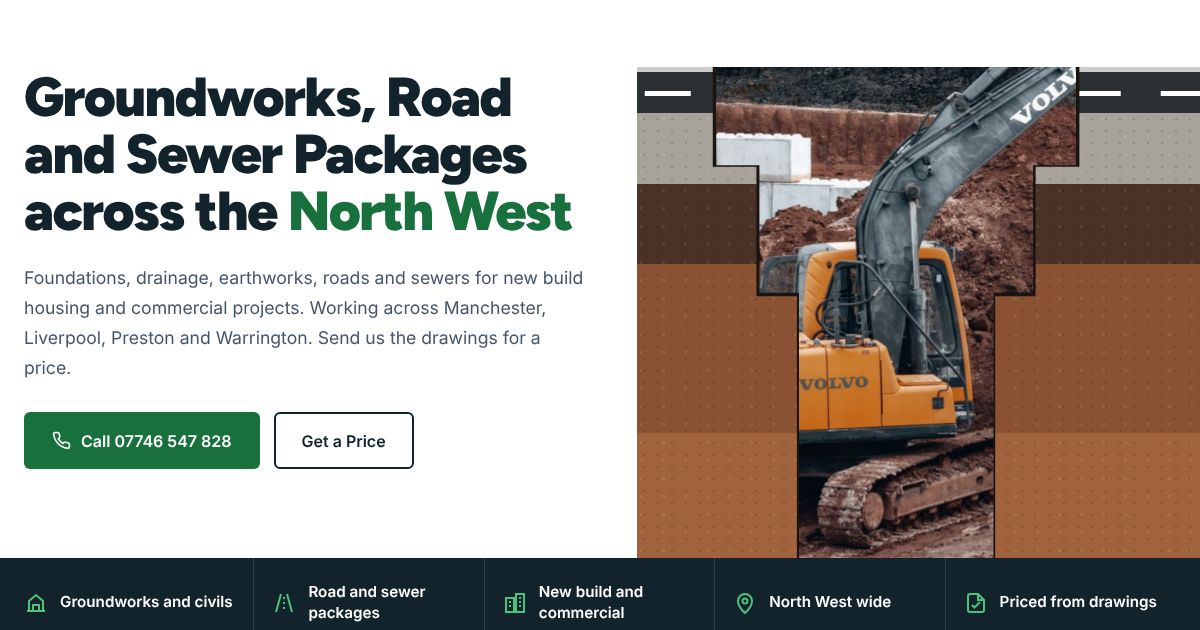 Groundworks, Road
and Sewer Packages
across the North West
Foundations, drainage, earthworks, roads and sewers for new build
housing and commercial projects. Working across Manchester,
Liverpool, Preston and Warrington. Send us the drawings for a
price.
Call 07746 547 828
Get a Price
VOLV
VOLVO
Groundworks and civils
Road and sewer
packages
New build and
commercial
North West wide
Priced from drawings